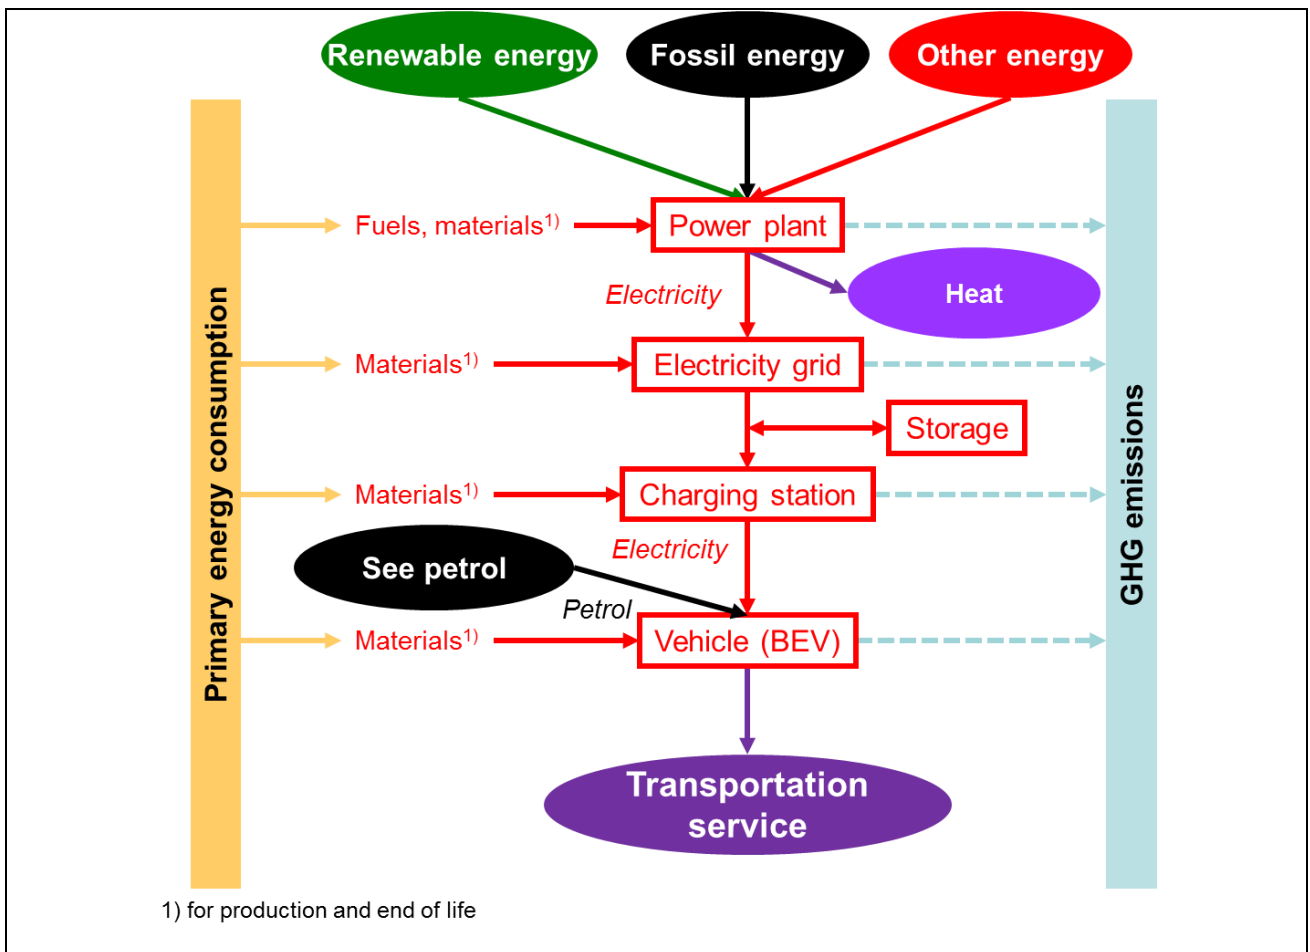 Renewable energy
Fossil energy
Other energy
Primary energy consumption
GHG emissions
Fuels, materials1)
Power plant
Electricity
Heat
Materials1)
Electricity grid
Storage
Materials1)
Charging station
See petrol
Electricity
Petrol
Materials1)
Vehicle (BEV)
Transportation
service
1) for production and end of life